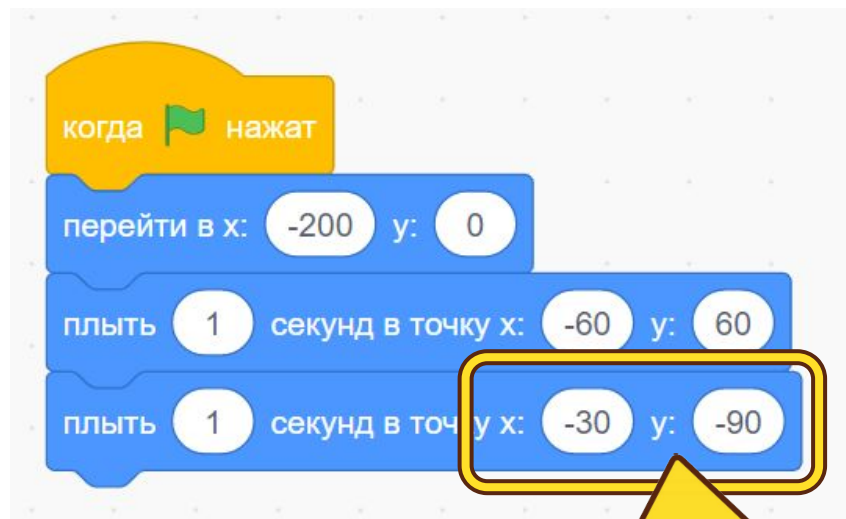 когда нажат
перейти в x: -200 y: 0
плыть 1 секунд в точку x: -60 y: 60
плыть 1 секунд в точку x: -30 y: -90